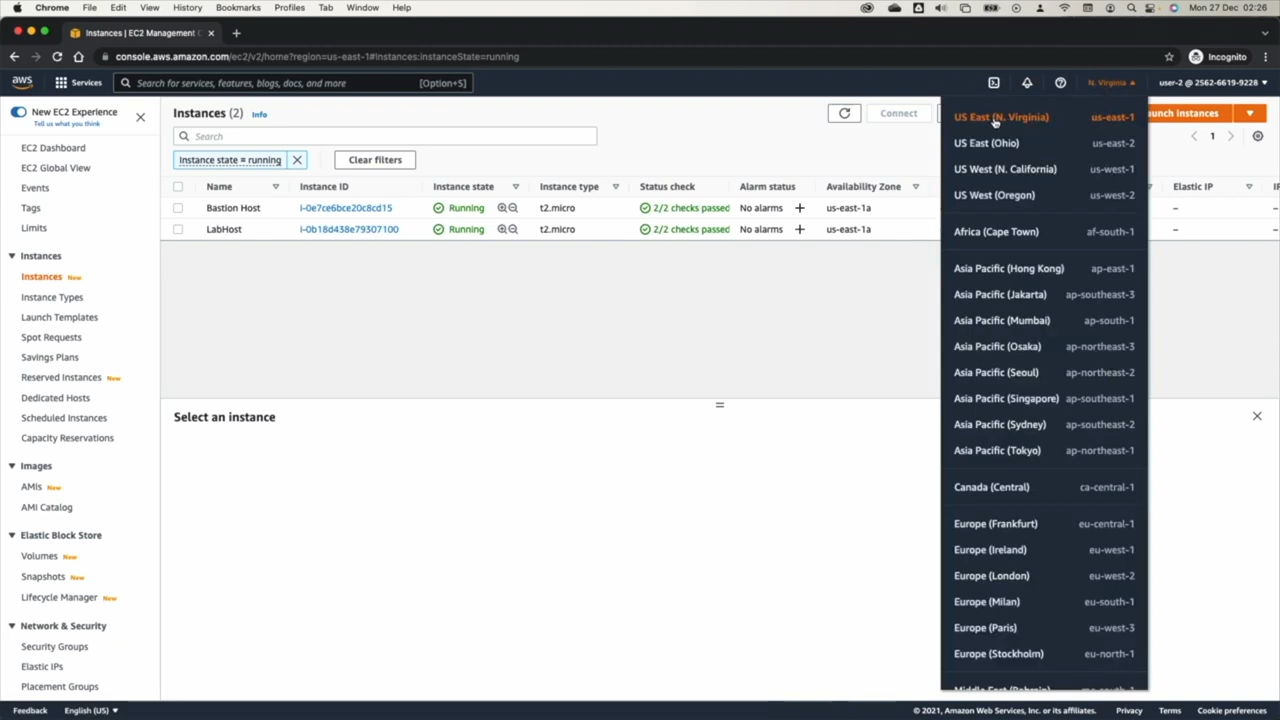 Chrome File Edit View History Bookmarks Profiles Tab Window Help Mon 27 Dec 02:26
Instances | EC2 Management C
console.aws.amazon.com/ec2/v2/home?region=us-east-1#Instances:instanceState=running Incognito
aws Services Search for services, features, blogs, docs, and more [Option+S] N. Virginia user-2 @ 2562-6619-9228
New EC2 Experience
Tell us what you think
EC2 Dashboard
EC2 Global View
Events
Tags
Limits
Instances
Instances New
Instance Types
Launch Templates
Spot Requests
Savings Plans
Reserved Instances New
Dedicated Hosts
Scheduled Instances
Capacity Reservations
Images
AMIs New
AMI Catalog
Elastic Block Store
Volumes New
Snapshots New
Lifecycle Manager New
Network & Security
Security Groups
Elastic IPs
Placement Groups
Instances (2) Info
Connect
aunch Instances
Search
1
Instance state = running
Clear filters
Name Instance ID Instance state Instance type Status check Alarm status Availability Zone Elastic IP
Bastion Host i-0e7ce6bce20c8cd15 Running t2.micro 2/2 checks passed No alarms + us-east-1a –
LabHost i-0b18d438e79307100 Running t2.micro 2/2 checks passed No alarms + us-east-1a –
Select an instance
US East (N. Virginia) us-east-1
US East (Ohio) us-east-2
US West (N. California) us-west-1
US West (Oregon) us-west-2
Africa (Cape Town) af-south-1
Asia Pacific (Hong Kong) ap-east-1
Asia Pacific (Jakarta) ap-southeast-3
Asia Pacific (Mumbai) ap-south-1
Asia Pacific (Osaka) ap-northeast-3
Asia Pacific (Seoul) ap-northeast-2
Asia Pacific (Singapore) ap-southeast-1
Asia Pacific (Sydney) ap-southeast-2
Asia Pacific (Tokyo) ap-northeast-1
Canada (Central) ca-central-1
Europe (Frankfurt) eu-central-1
Europe (Ireland) eu-west-1
Europe (London) eu-west-2
Europe (Milan) eu-south-1
Europe (Paris) eu-west-3
Europe (Stockholm) eu-north-1
Feedback English (US) © 2021, Amazon Web Services, Inc. or its affiliates. Privacy Terms Cookie preferences